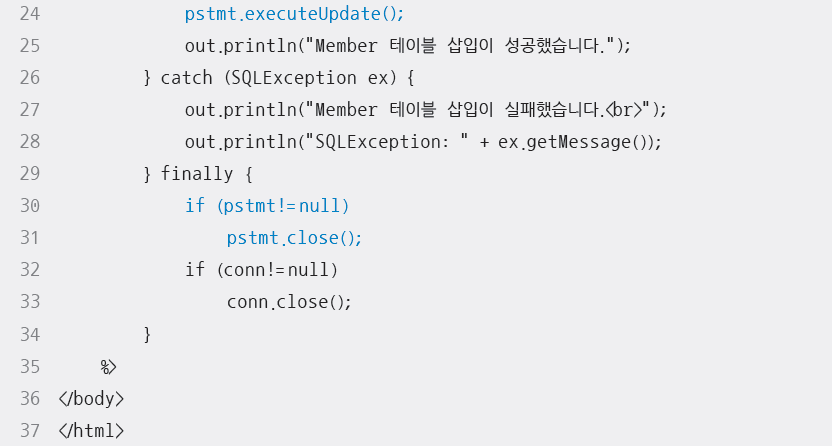 24 pstmt.executeUpdate();
25 out.println("Member 테이블 삽입이 성공했습니다.");
26 } catch (SQLException ex) {
27 out.println("Member 테이블 삽입이 실패했습니다.<br>");
28 out.println("SQLException: " + ex.getMessage());
29 } finally {
30 if (pstmt!=null)
31 pstmt.close();
32 if (conn!=null)
33 conn.close();
34 }
35 %>
36 </body>
37 </html>